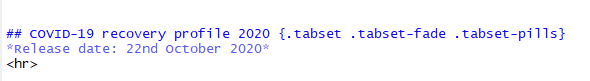 ## COVID-19 recovery profile 2020 {.tabset .tabset-fade .tabset-pills}
*Release date: 22nd October 2020*
<hr>